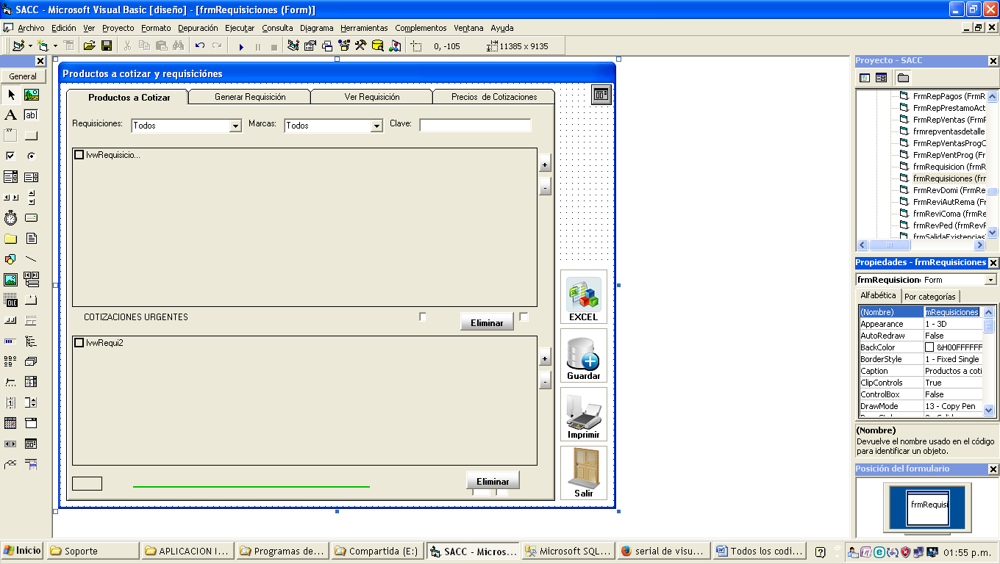 SACC - Microsoft Visual Basic [diseño] - [frmRequisiciones (Form)]
Archivo Edición Ver Proyecto Formato Depuración Ejecutar Consulta Diagrama Herramientas Complementos Ventana Ayuda
0, -105 11385 x 9135
General
A ab|
xy
OLE
Productos a cotizar y requisiciónes
Productos a Cotizar Generar Requisición Ver Requisición Precios de Cotizaciones
Requisiciones: Todos Marcas: Todos Clave:
lvwRequisicio...
+
-
COTIZACIONES URGENTES Eliminar
lvwRequi2
+
-
Eliminar
EXCEL
Guardar
Imprimir
Salir
Proyecto - SACC
FrmRepPagos (FrmR
FrmRepPrestamoAct
FrmRepVentas (FrmF
frmrepventasdetalle
FrmRepVentasProgC
FrmRepVentProg (Fr
frmRequisicion (frmR
frmRequisiciones (frr
FrmRevDomi (FrmRe
FrmReviAutRema (Fr
frmReviComa (frmRe
frmRevPed (frmRevF
frmSalidaExistencias
Propiedades - frmRequisiciones
frmRequisicion Form
Alfabética Por categorías
(Nombre) mRequisiciones
Appearance 1 - 3D
AutoRedraw False
BackColor &H00FFFFFF
BorderStyle 1 - Fixed Single
Caption Productos a coti
ClipControls True
ControlBox False
DrawMode 13 - Copy Pen
(Nombre)
Devuelve el nombre usado en el código
para identificar un objeto.
Posición del formulario
frmRequisi
Inicio Soporte APLICACION I... Programas de... Compartida (E:) SACC - Micros... Microsoft SQL... serial de visu... Todos los codi... 01:55 p.m.